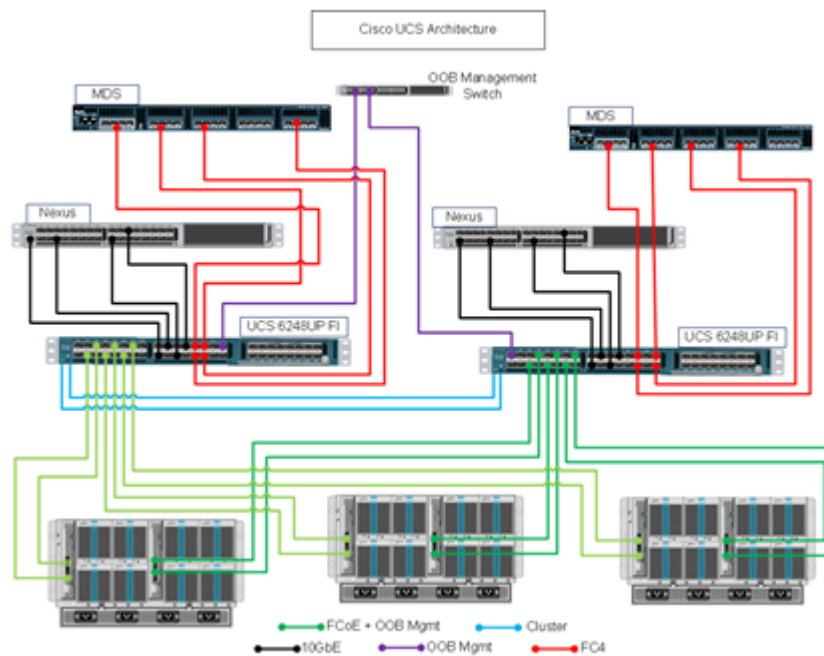 Cisco UCS Architecture
OOB Management
Switch
MDS
MDS
Nexus
Nexus
UCS 6248UP FI
UCS 6248UP FI
FCoE + OOB Mgmt
Cluster
10GbE
OOB Mgmt
FC4